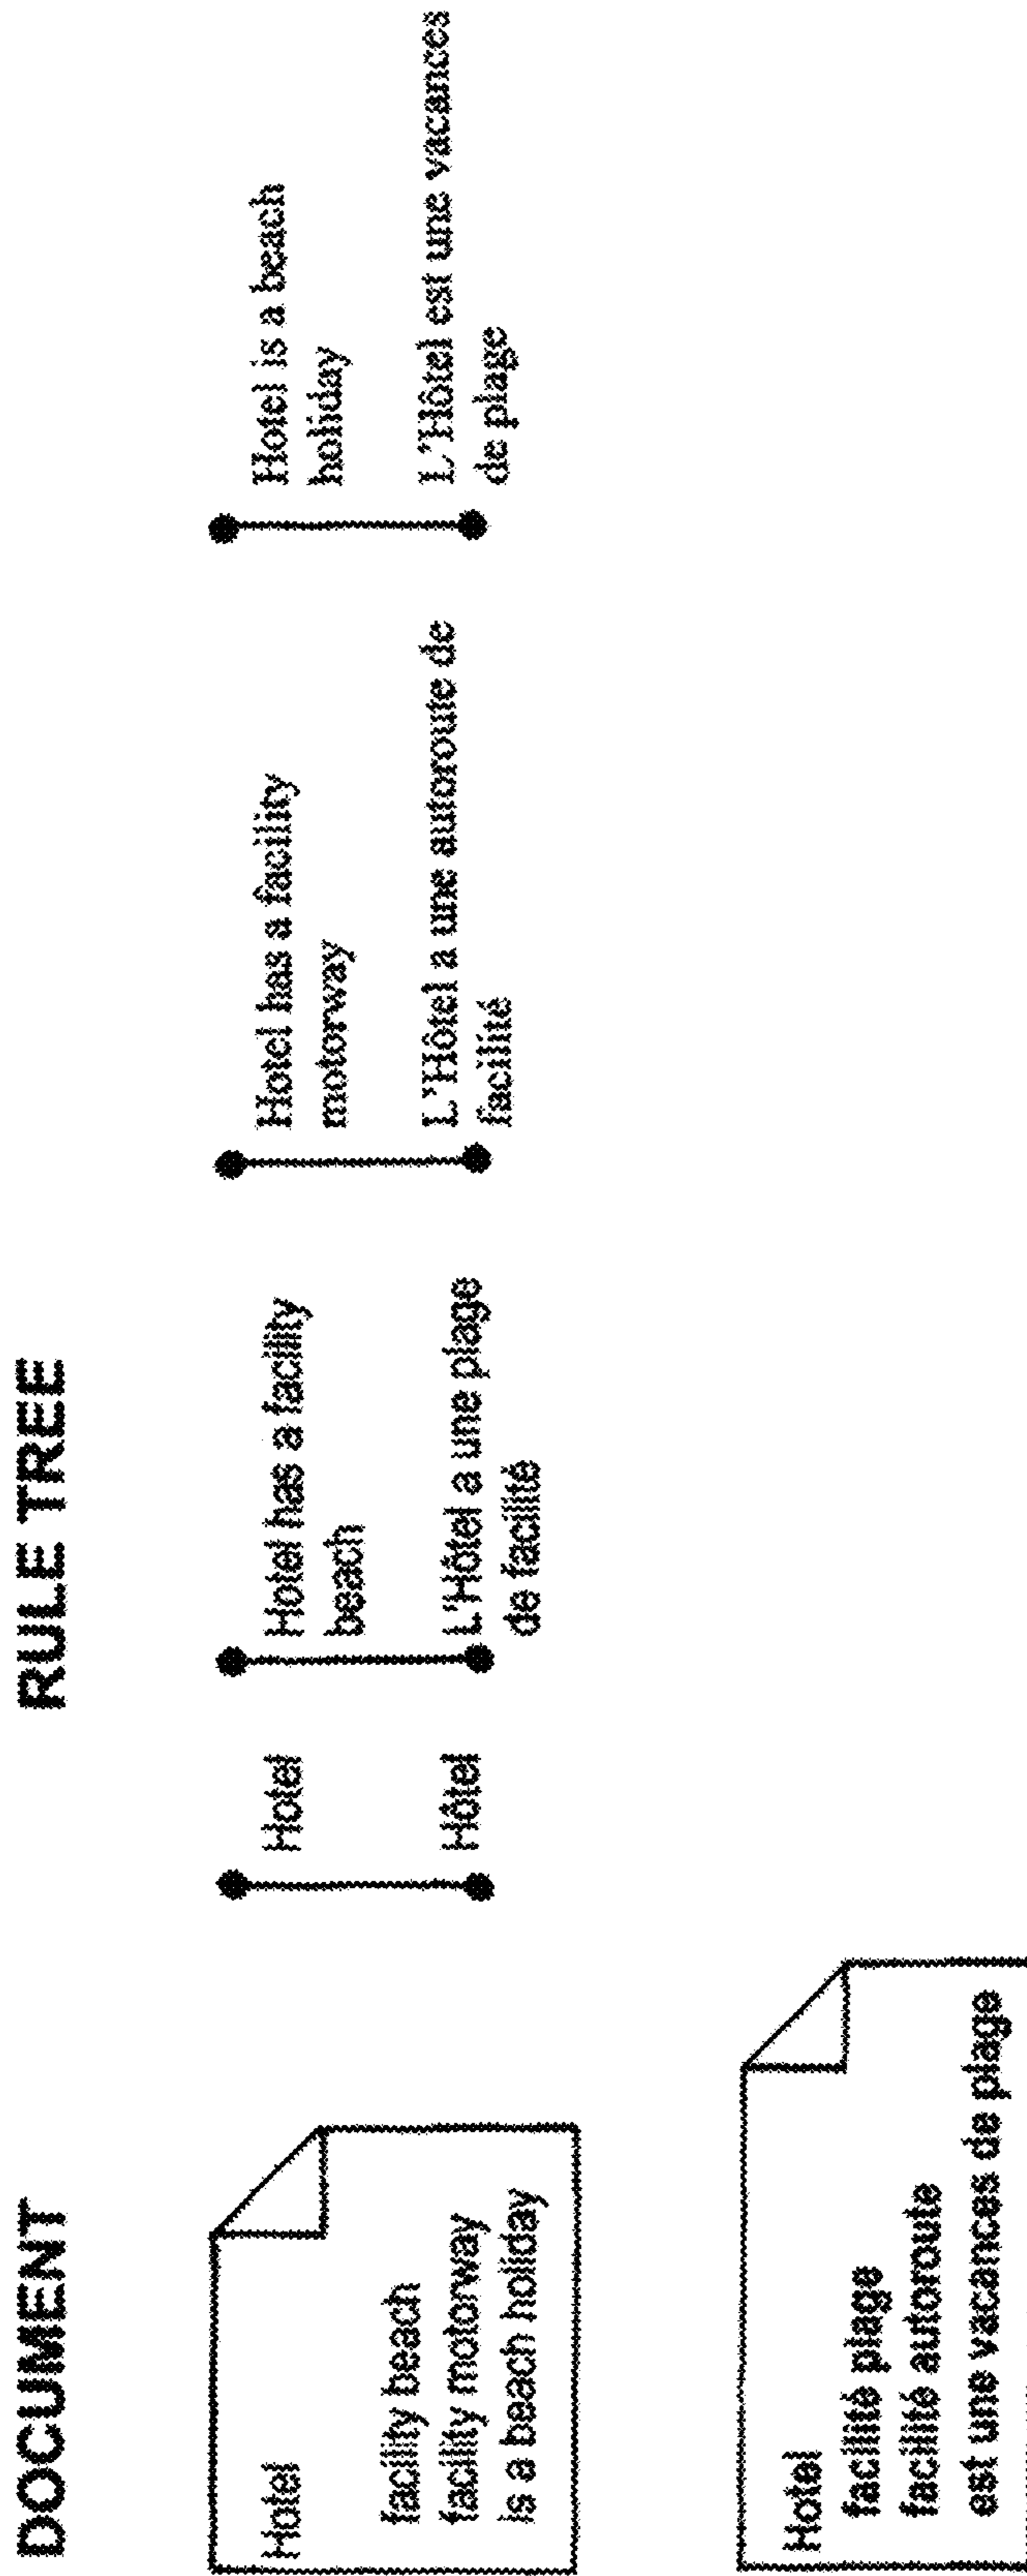 DOCUMENT
RULE TREE
Hotel
facility beach
facility motorway
is a beach holiday
Hotel
facilité plage
facilité autoroute
est une vacances de plage
Hotel
Hôtel
Hotel has a facility
beach
L'Hôtel a une plage
de facilité
Hotel has a facility
motorway
L'Hôtel a une autoroute de
facilité
Hotel is a beach
holiday
L'Hôtel est une vacances
de plage